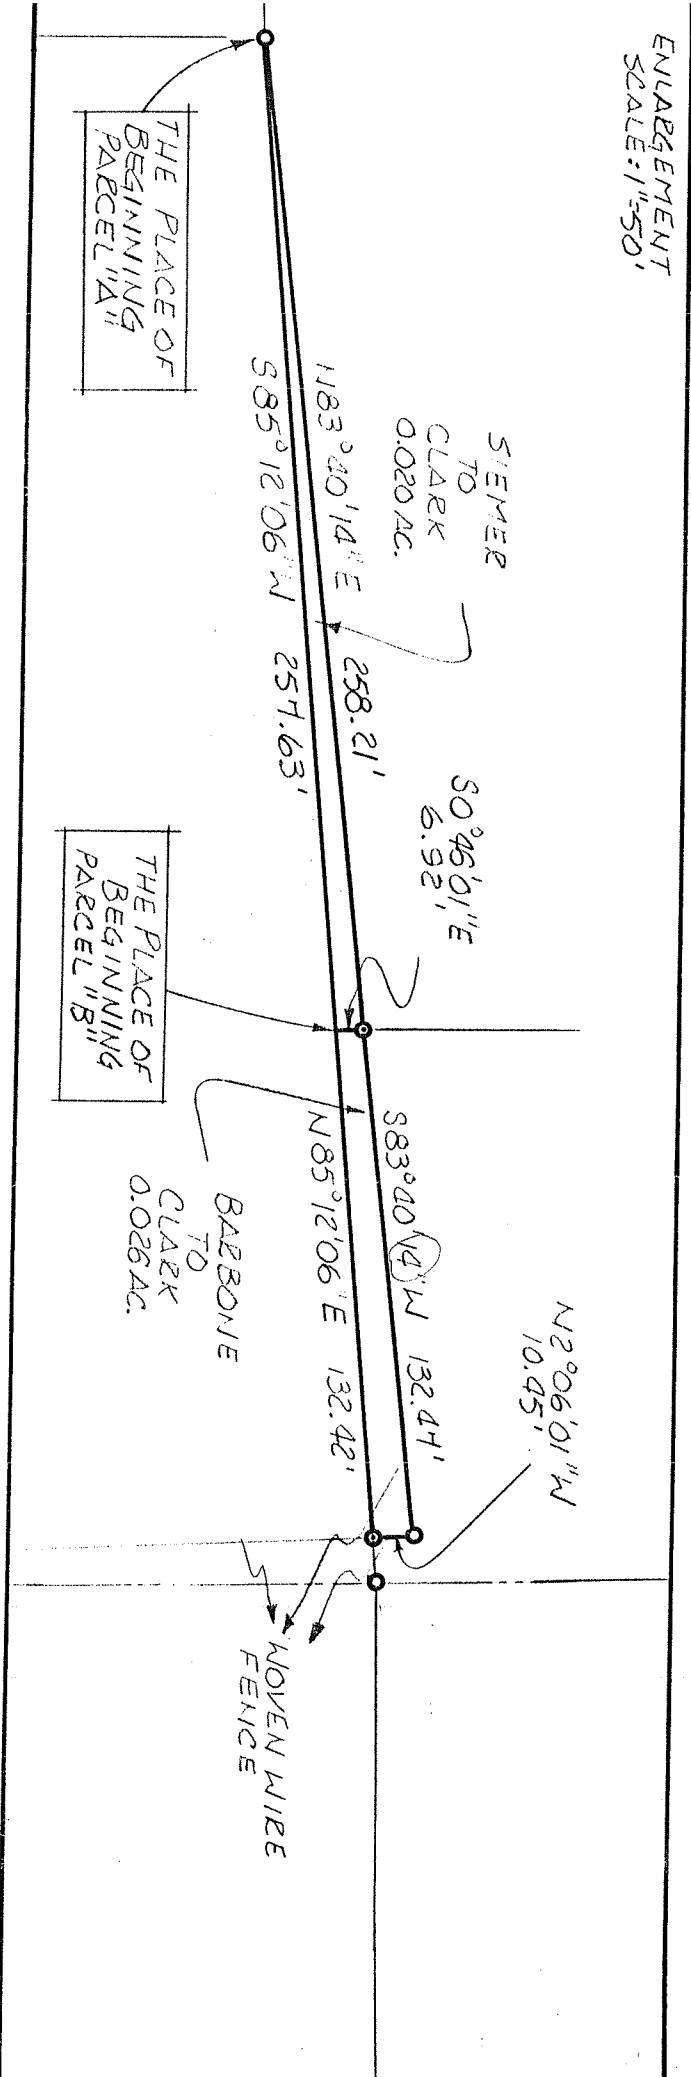 ENLARGEMENT
SCALE: 1"=50'
SIEMER
TO
CLARK
0.020 AC.
N83°40'14"E 258.21'
S85°12'06"W 257.63'
THE PLACE OF
BEGINNING
PARCEL "A"
S0°46'01"E
6.92'
THE PLACE OF
BEGINNING
PARCEL "B"
S83°40'14"W 132.47'
N85°12'06"E 132.42'
BARBONE
TO
CLARK
0.026 AC.
N2°06'01"W
10.45'
WOVEN WIRE
FENCE